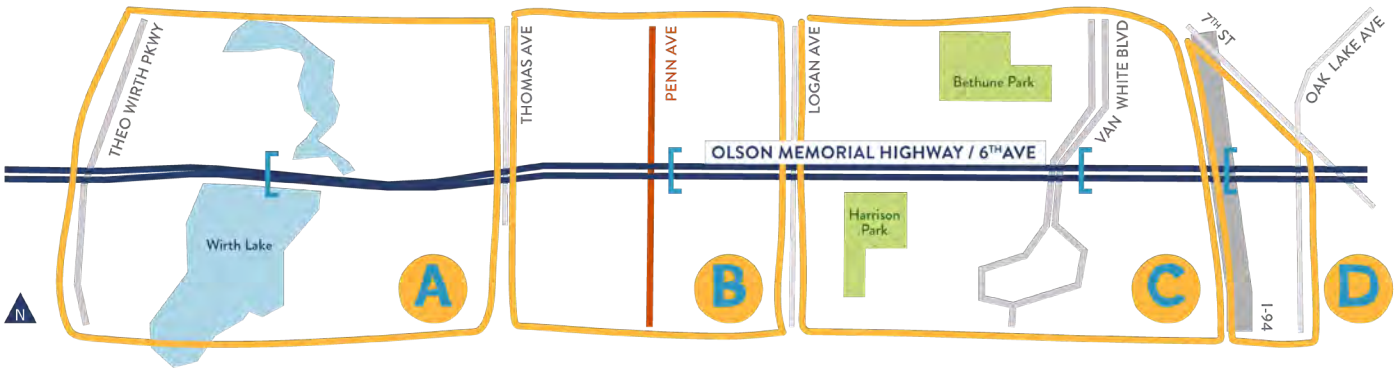 THEO WIRTH PKWY
THOMAS AVE
PENN AVE
LOGAN AVE
Bethune Park
VAN WHITE BLVD
7TH ST
OAK LAKE AVE
OLSON MEMORIAL HIGHWAY / 6TH AVE
Wirth Lake
Harrison
Park
A
B
C
D
N
I-94